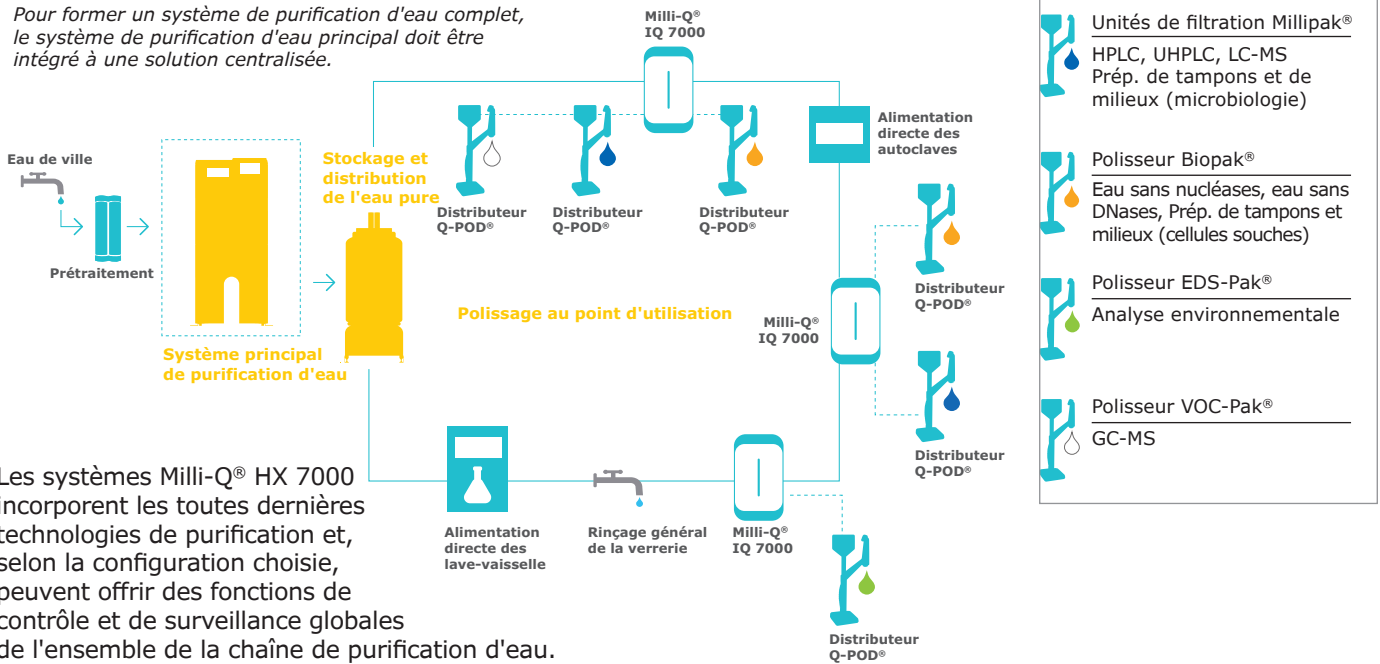 Pour former un système de purification d'eau complet,
le système de purification d'eau principal doit être
intégré à une solution centralisée.
Eau de ville
Prétraitement
Système principal
de purification d'eau
Stockage et
distribution
de l'eau pure
Milli-Q®
IQ 7000
Distributeur
Q-POD®
Distributeur
Q-POD®
Distributeur
Q-POD®
Alimentation
directe des
autoclaves
Polissage au point d'utilisation
Distributeur
Q-POD®
Milli-Q®
IQ 7000
Distributeur
Q-POD®
Alimentation
directe des
lave-vaisselle
Rinçage général
de la verrerie
Milli-Q®
IQ 7000
Distributeur
Q-POD®
Les systèmes Milli-Q® HX 7000
incorporent les toutes dernières
technologies de purification et,
selon la configuration choisie,
peuvent offrir des fonctions de
contrôle et de surveillance globales
de l'ensemble de la chaîne de purification d'eau.
Unités de filtration Millipak®
HPLC, UHPLC, LC-MS
Prép. de tampons et de
milieux (microbiologie)
Polisseur Biopak®
Eau sans nucléases, eau sans
DNases, Prép. de tampons et
milieux (cellules souches)
Polisseur EDS-Pak®
Analyse environnementale
Polisseur VOC-Pak®
GC-MS